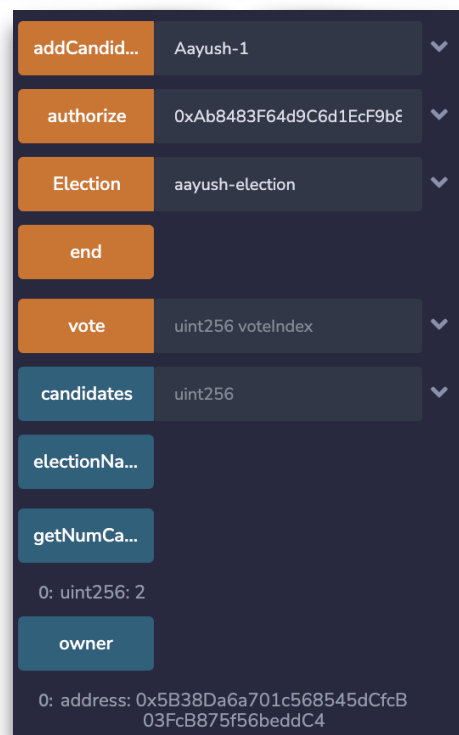 addCandid... Aayush-1
authorize 0xAb8483F64d9C6d1EcF9b8
Election aayush-election
end
vote uint256 voteIndex
candidates uint256
electionNa...
getNumCa...
0: uint256: 2
owner
0: address: 0x5B38Da6a701c568545dCfcB
03FcB875f56beddC4